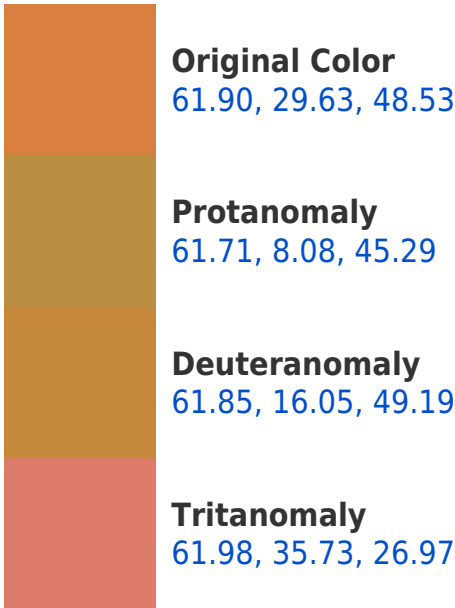 Original Color
61.90, 29.63, 48.53
Protanomaly
61.71, 8.08, 45.29
Deuteranomaly
61.85, 16.05, 49.19
Tritanomaly
61.98, 35.73, 26.97